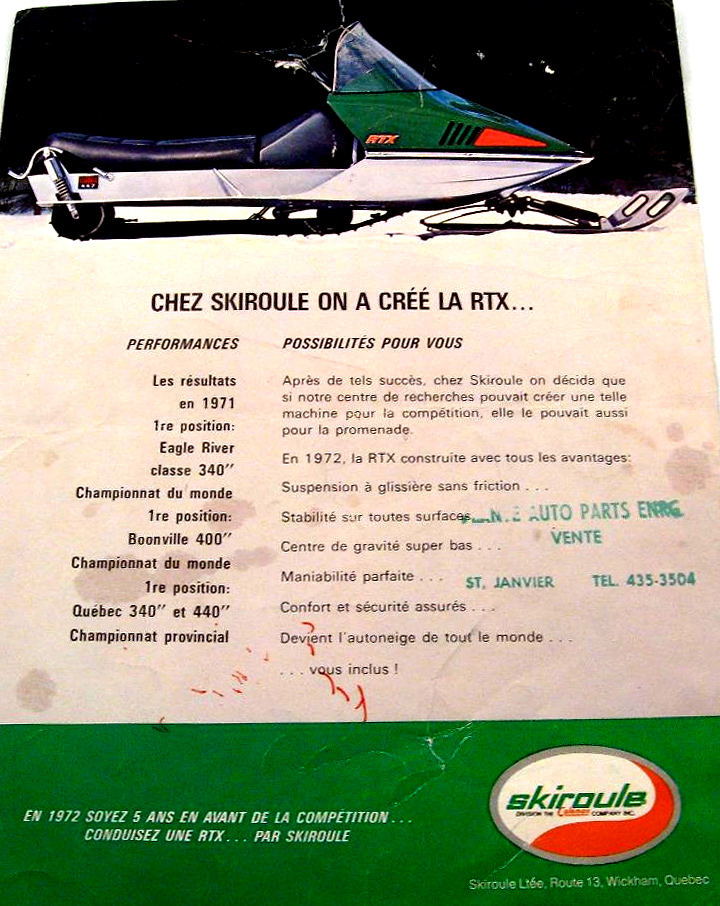 RTX
447
CHEZ SKIROULE ON A CRÉÉ LA RTX...
PERFORMANCES
Les résultats
en 1971
1re position:
Eagle River
classe 340″
Championnat du monde
1re position:
Boonville 400″
Championnat du monde
1re position:
Québec 340″ et 440″
Championnat provincial
POSSIBILITÉS POUR VOUS
Après de tels succès, chez Skiroule on décida que
si notre centre de recherches pouvait créer une telle
machine pour la compétition, elle le pouvait aussi
pour la promenade.
En 1972, la RTX construite avec tous les avantages:
Suspension à glissière sans friction . . .
Stabilité sur toutes surfaces
Centre de gravité super bas . . .
Maniabilité parfaite . . .
Confort et sécurité assurés . . .
Devient l'autoneige de tout le monde . . .
. . . vous inclus !
AUTO PARTS ENRG
VENTE
ST. JANVIER TEL. 435-3504
EN 1972 SOYEZ 5 ANS EN AVANT DE LA COMPÉTITION...
CONDUISEZ UNE RTX... PAR SKIROULE
skiroule
DIVISION THE Coleman COMPANY INC.
Skiroule Ltée, Route 13, Wickham, Quebec